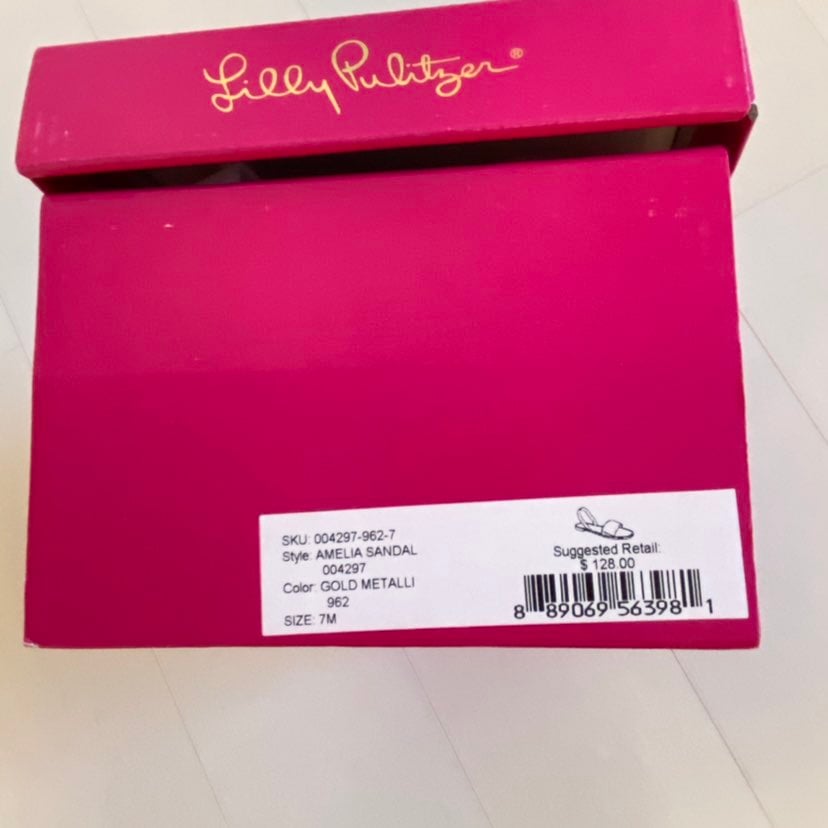 Lilly Pulitzer®
SKU: 004297-962-7
Style: AMELIA SANDAL
004297
Color: GOLD METALLI
962
SIZE: 7M
Suggested Retail:
$ 128.00
8 89069 56398 1